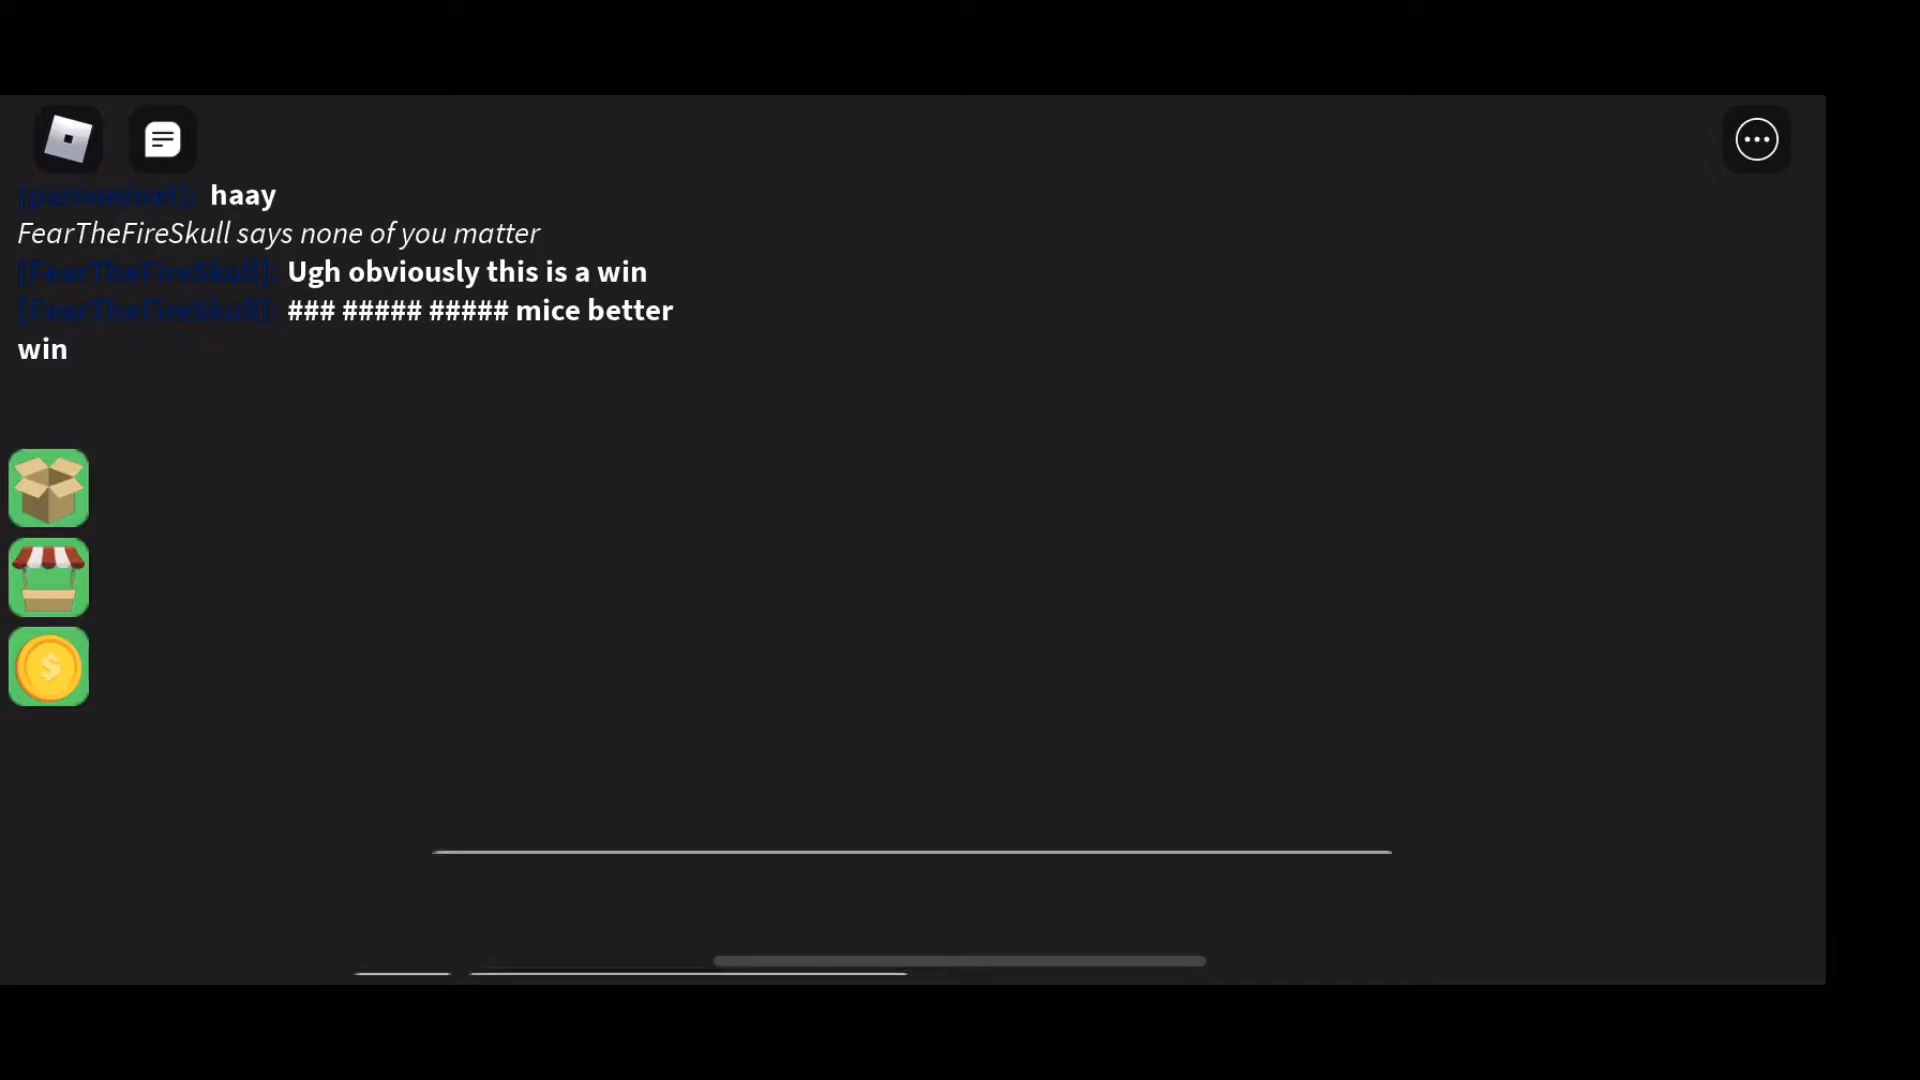 haay
FearTheFireSkull says none of you matter
[FearTheFireSkull]: Ugh obviously this is a win
[FearTheFireSkull]: ### ##### ##### mice better
win
$